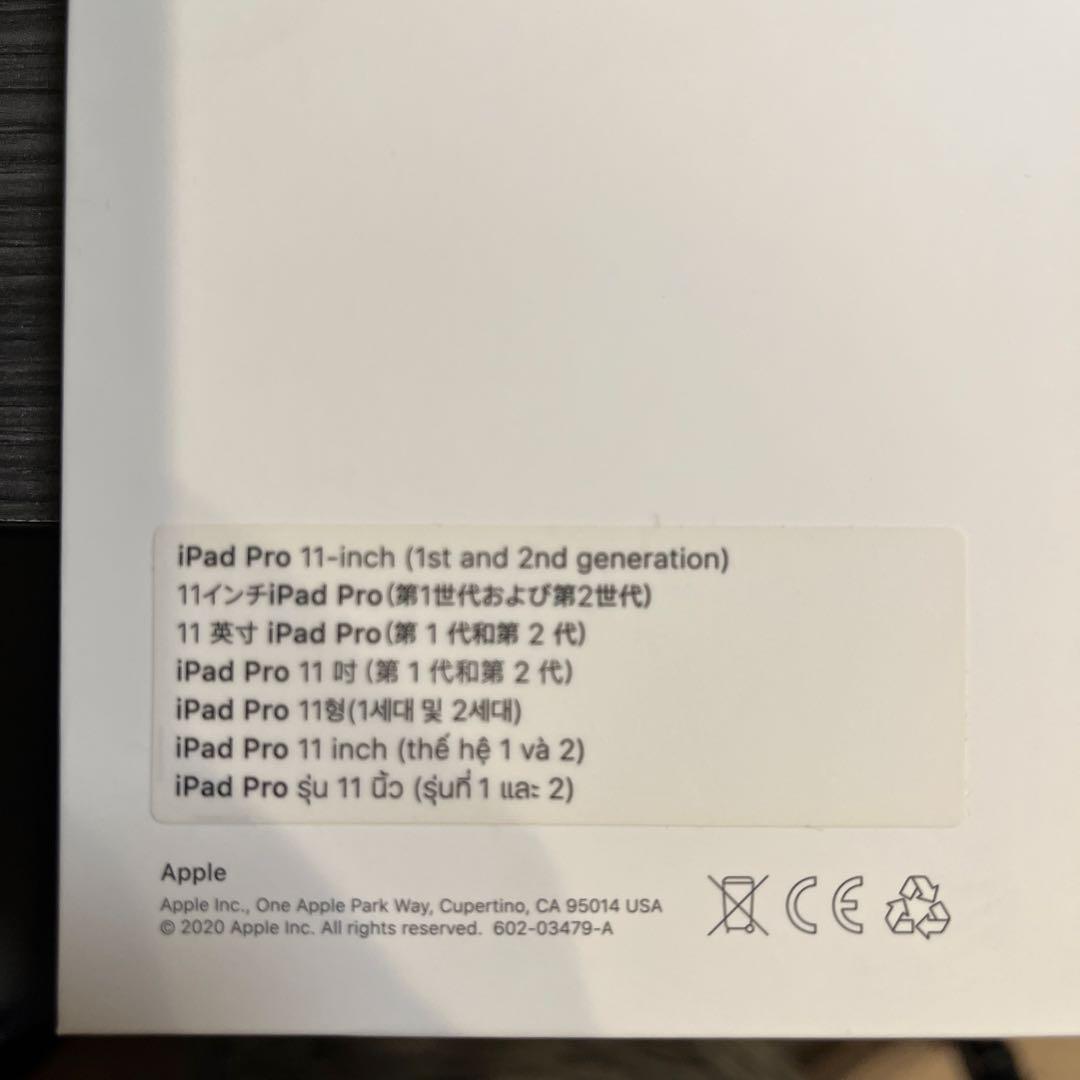 iPad Pro 11-inch (1st and 2nd generation)
11インチiPad Pro(第1世代および第2世代)
11 英寸 iPad Pro(第 1 代和第 2 代)
iPad Pro 11 吋 (第 1 代和第 2 代)
iPad Pro 11형(1세대 및 2세대)
iPad Pro 11 inch (thế hệ 1 và 2)
iPad Pro รุ่น 11 นิ้ว (รุ่นที่ 1 และ 2)
Apple
Apple Inc., One Apple Park Way, Cupertino, CA 95014 USA
© 2020 Apple Inc. All rights reserved. 602-03479-A
CE